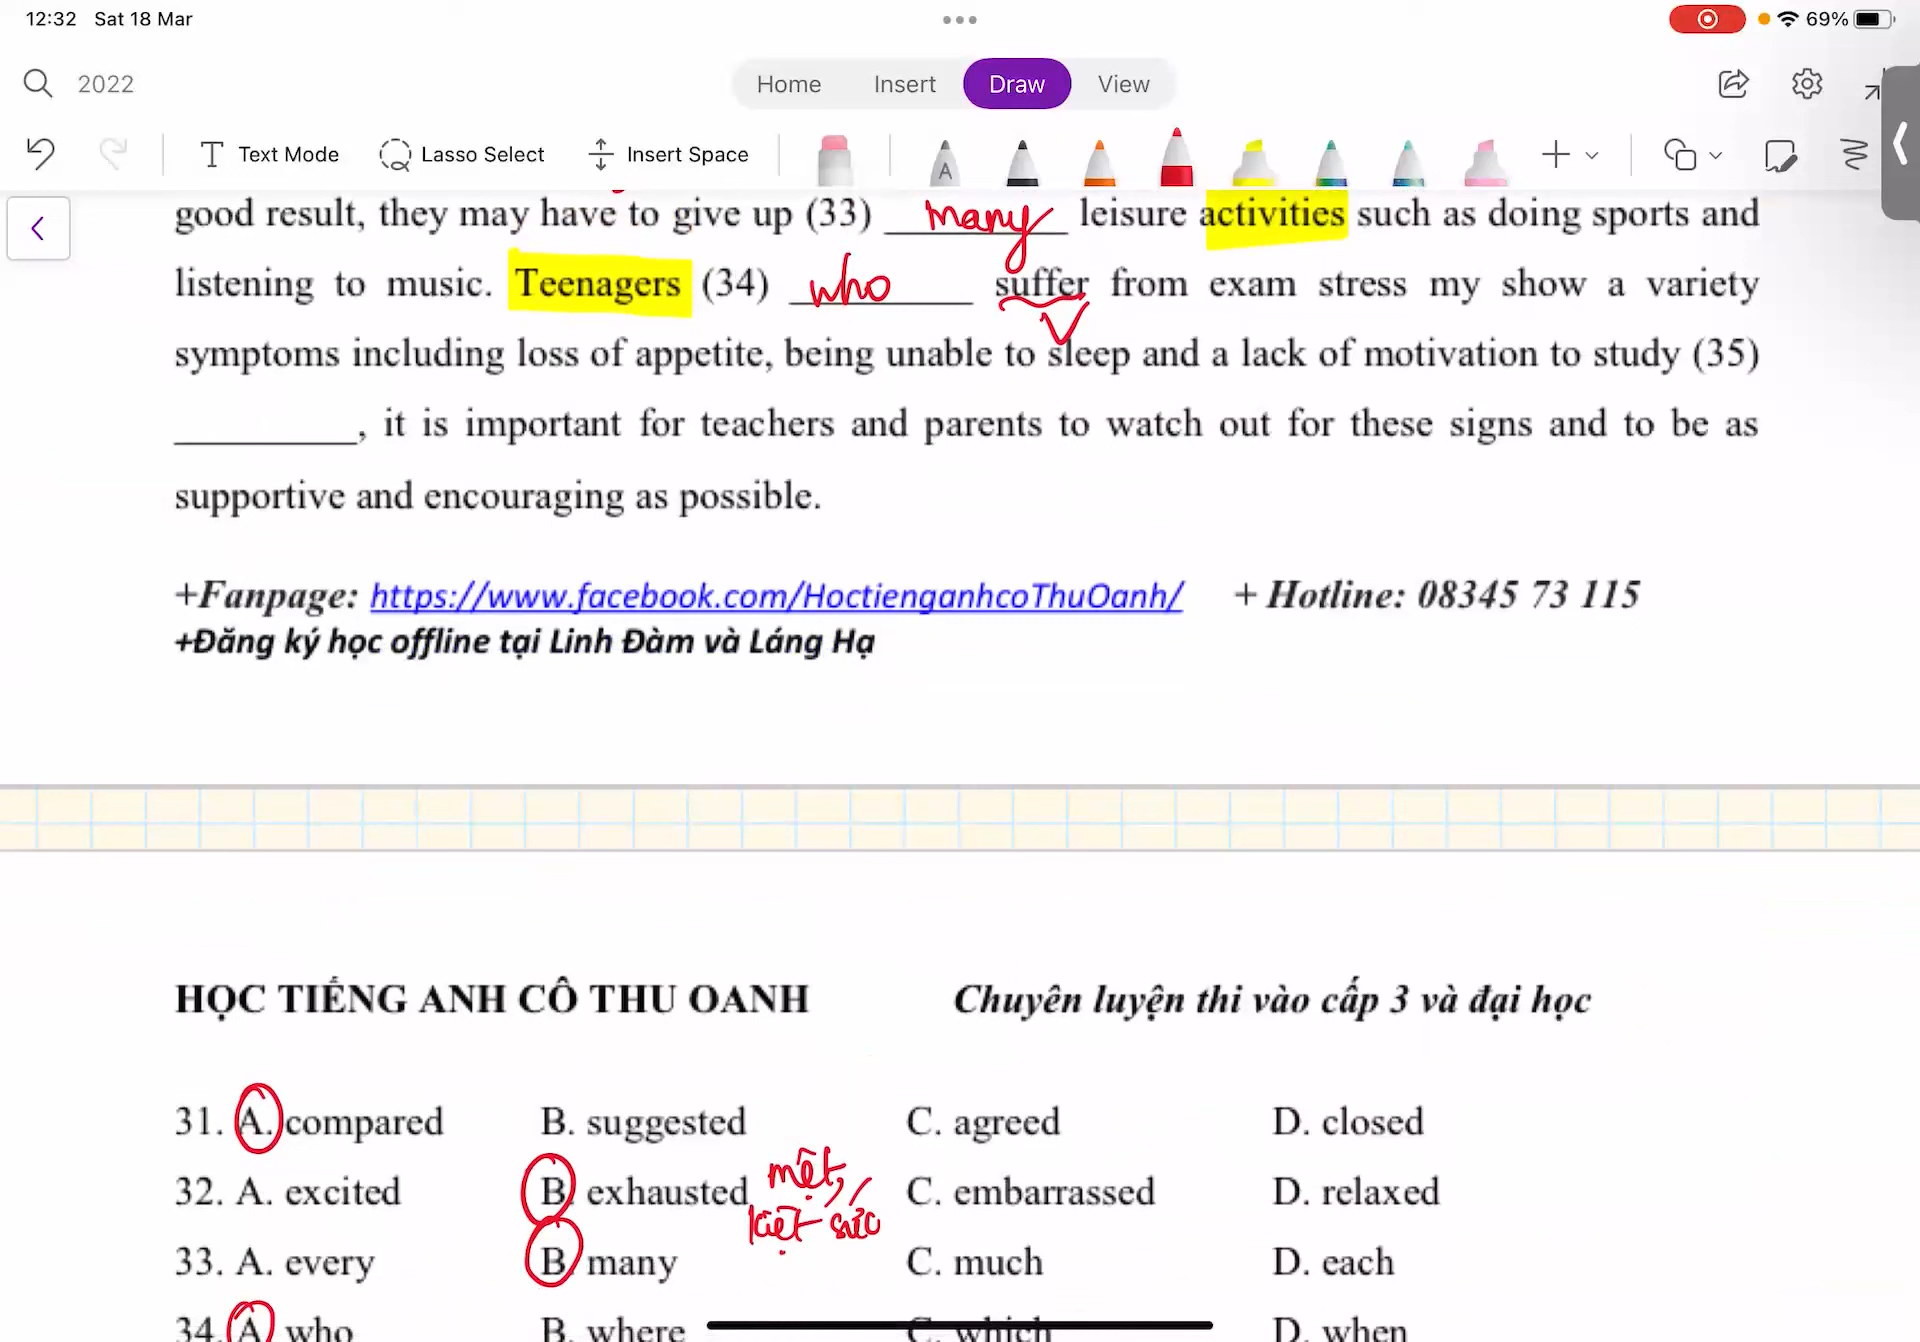 12:32 Sat 18 Mar
69%
2022
Home Insert Draw View
Text Mode Lasso Select Insert Space
A
good result, they may have to give up (33) many leisure activities such as doing sports and
listening to music. Teenagers (34) who suffer from exam stress my show a variety
V
symptoms including loss of appetite, being unable to sleep and a lack of motivation to study (35)
__________, it is important for teachers and parents to watch out for these signs and to be as
supportive and encouraging as possible.
+Fanpage: https://www.facebook.com/HoctienganhcoThuOanh/ + Hotline: 08345 73 115
+Đăng ký học offline tại Linh Đàm và Láng Hạ
HỌC TIẾNG ANH CÔ THU OANH Chuyên luyện thi vào cấp 3 và đại học
31. A. compared B. suggested C. agreed D. closed
32. A. excited B. exhausted mệt, C. embarrassed D. relaxed
kiệt sức
33. A. every B. many C. much D. each
34. A. who B. where C. which D. when